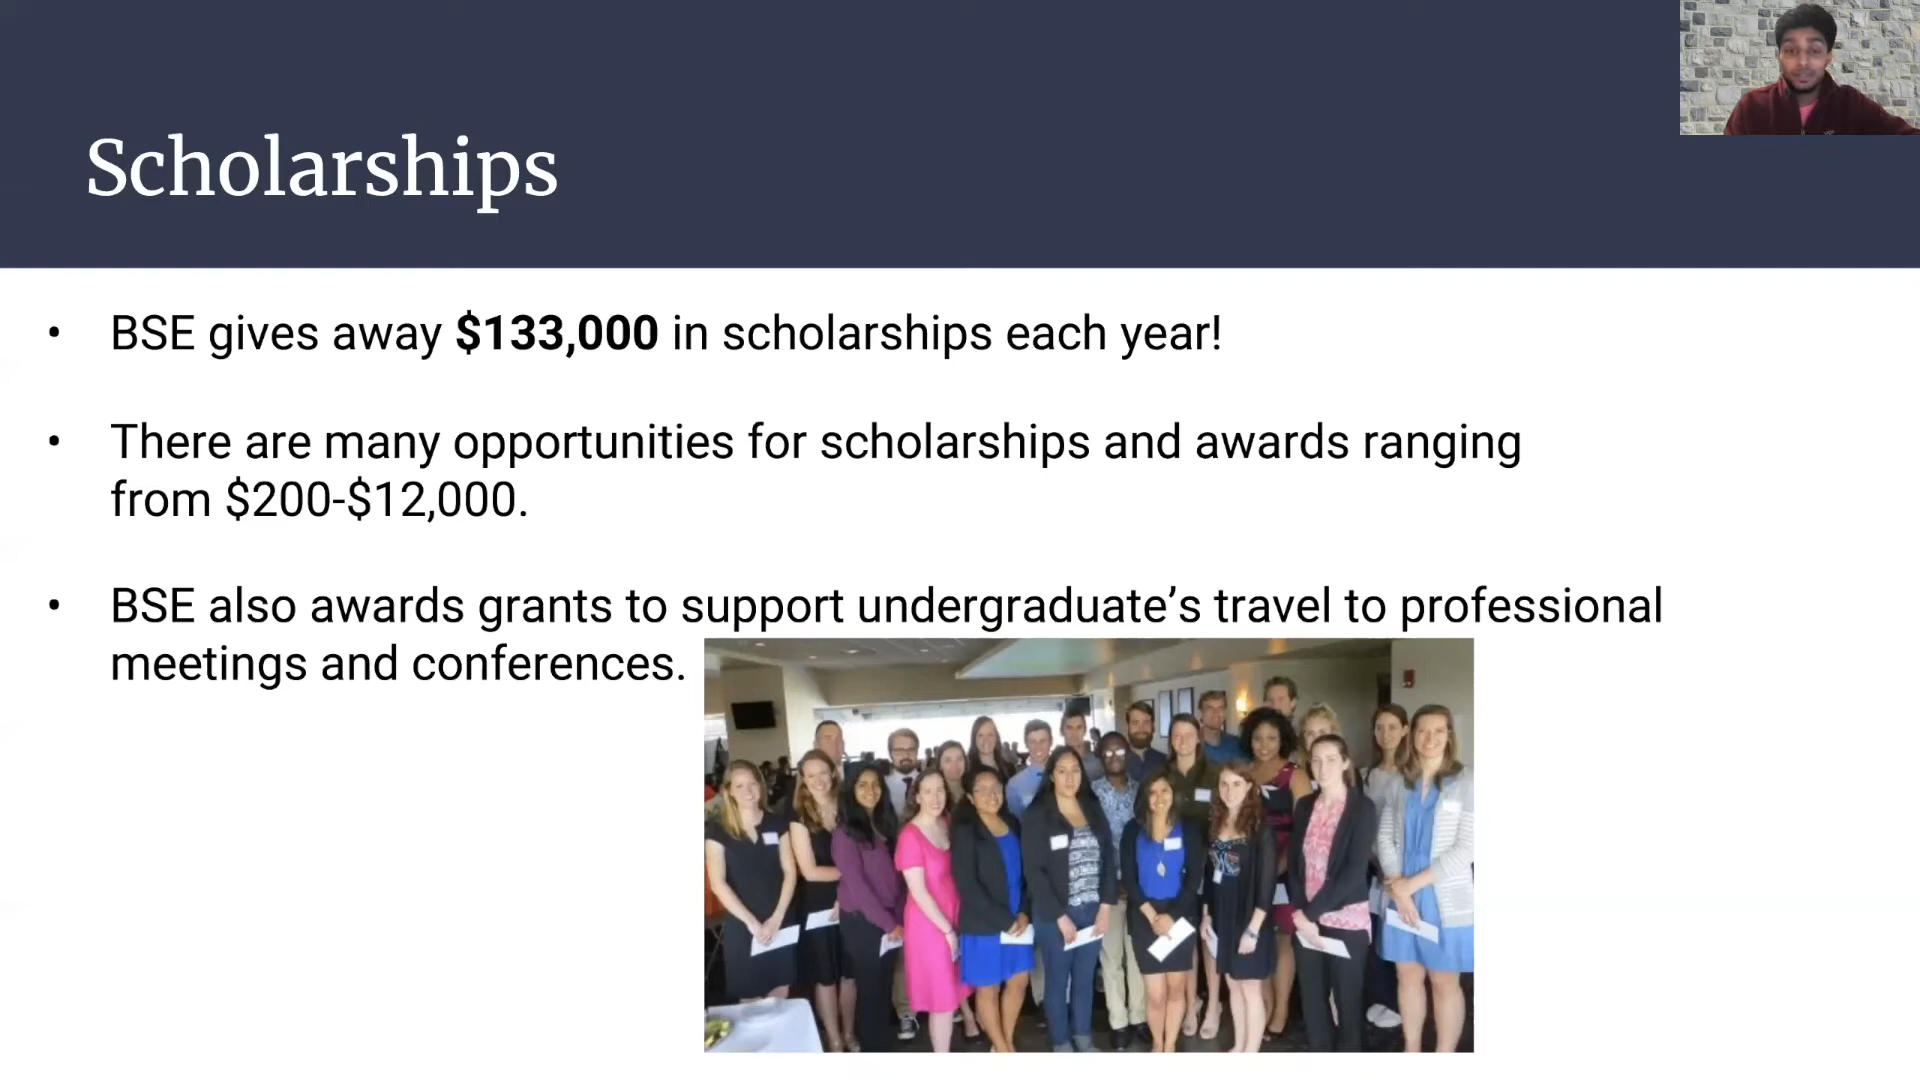 Scholarships
• BSE gives away $133,000 in scholarships each year!
• There are many opportunities for scholarships and awards ranging
from $200-$12,000.
• BSE also awards grants to support undergraduate’s travel to professional
meetings and conferences.